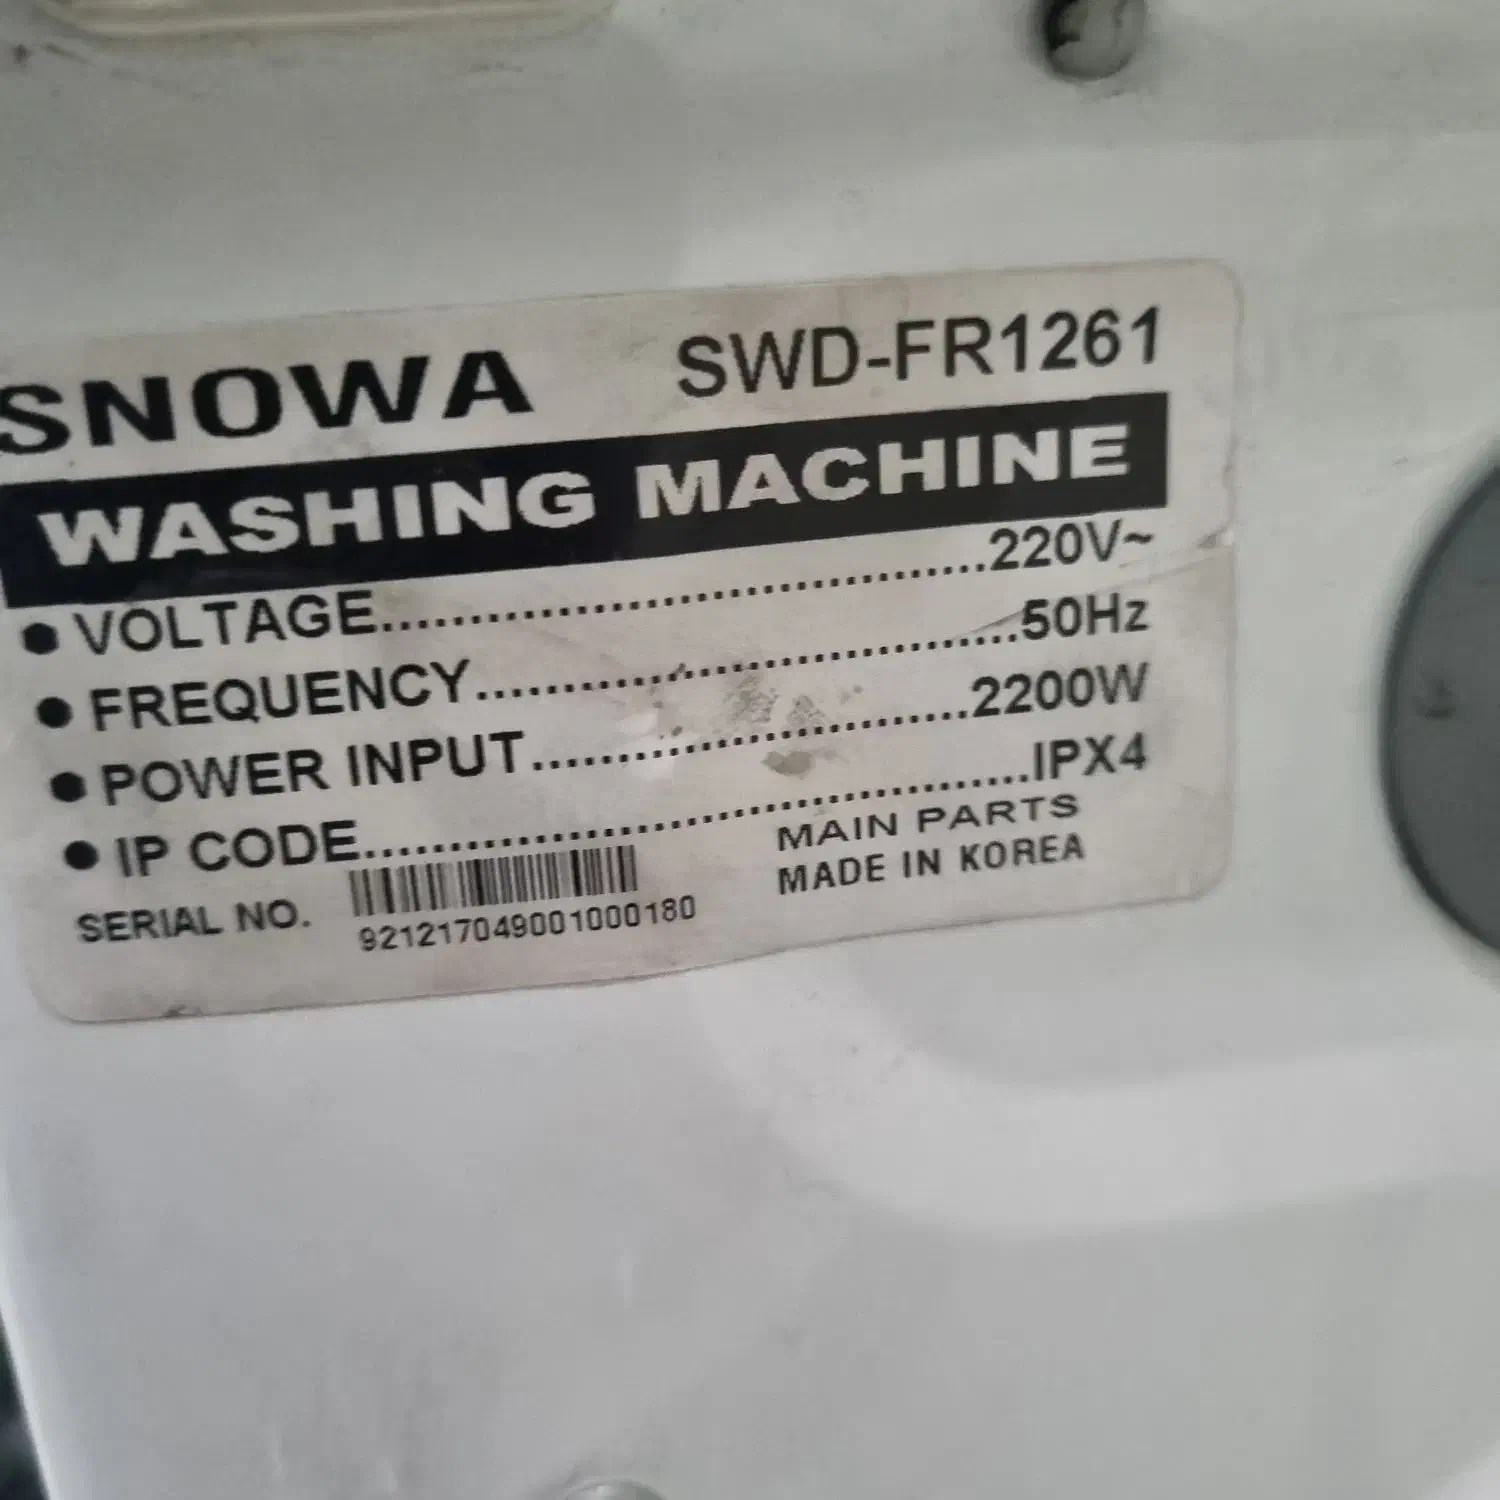 SNOWA SWD-FR1261
WASHING MACHINE
● VOLTAGE........................................220V~
● FREQUENCY.....................................50Hz
● POWER INPUT..............................2200W
● IP CODE.............................................IPX4
MAIN PARTS
SERIAL NO. MADE IN KOREA
921217049001000180